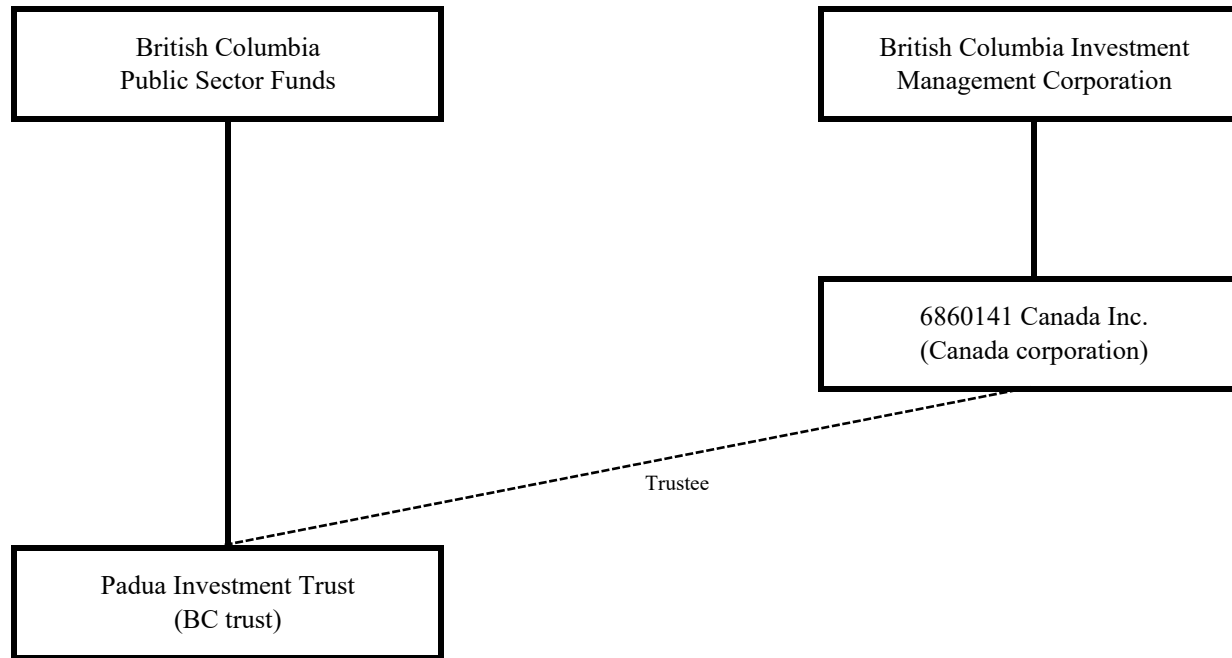 British Columbia
Public Sector Funds
British Columbia Investment
Management Corporation
6860141 Canada Inc.
(Canada corporation)
Trustee
Padua Investment Trust
(BC trust)